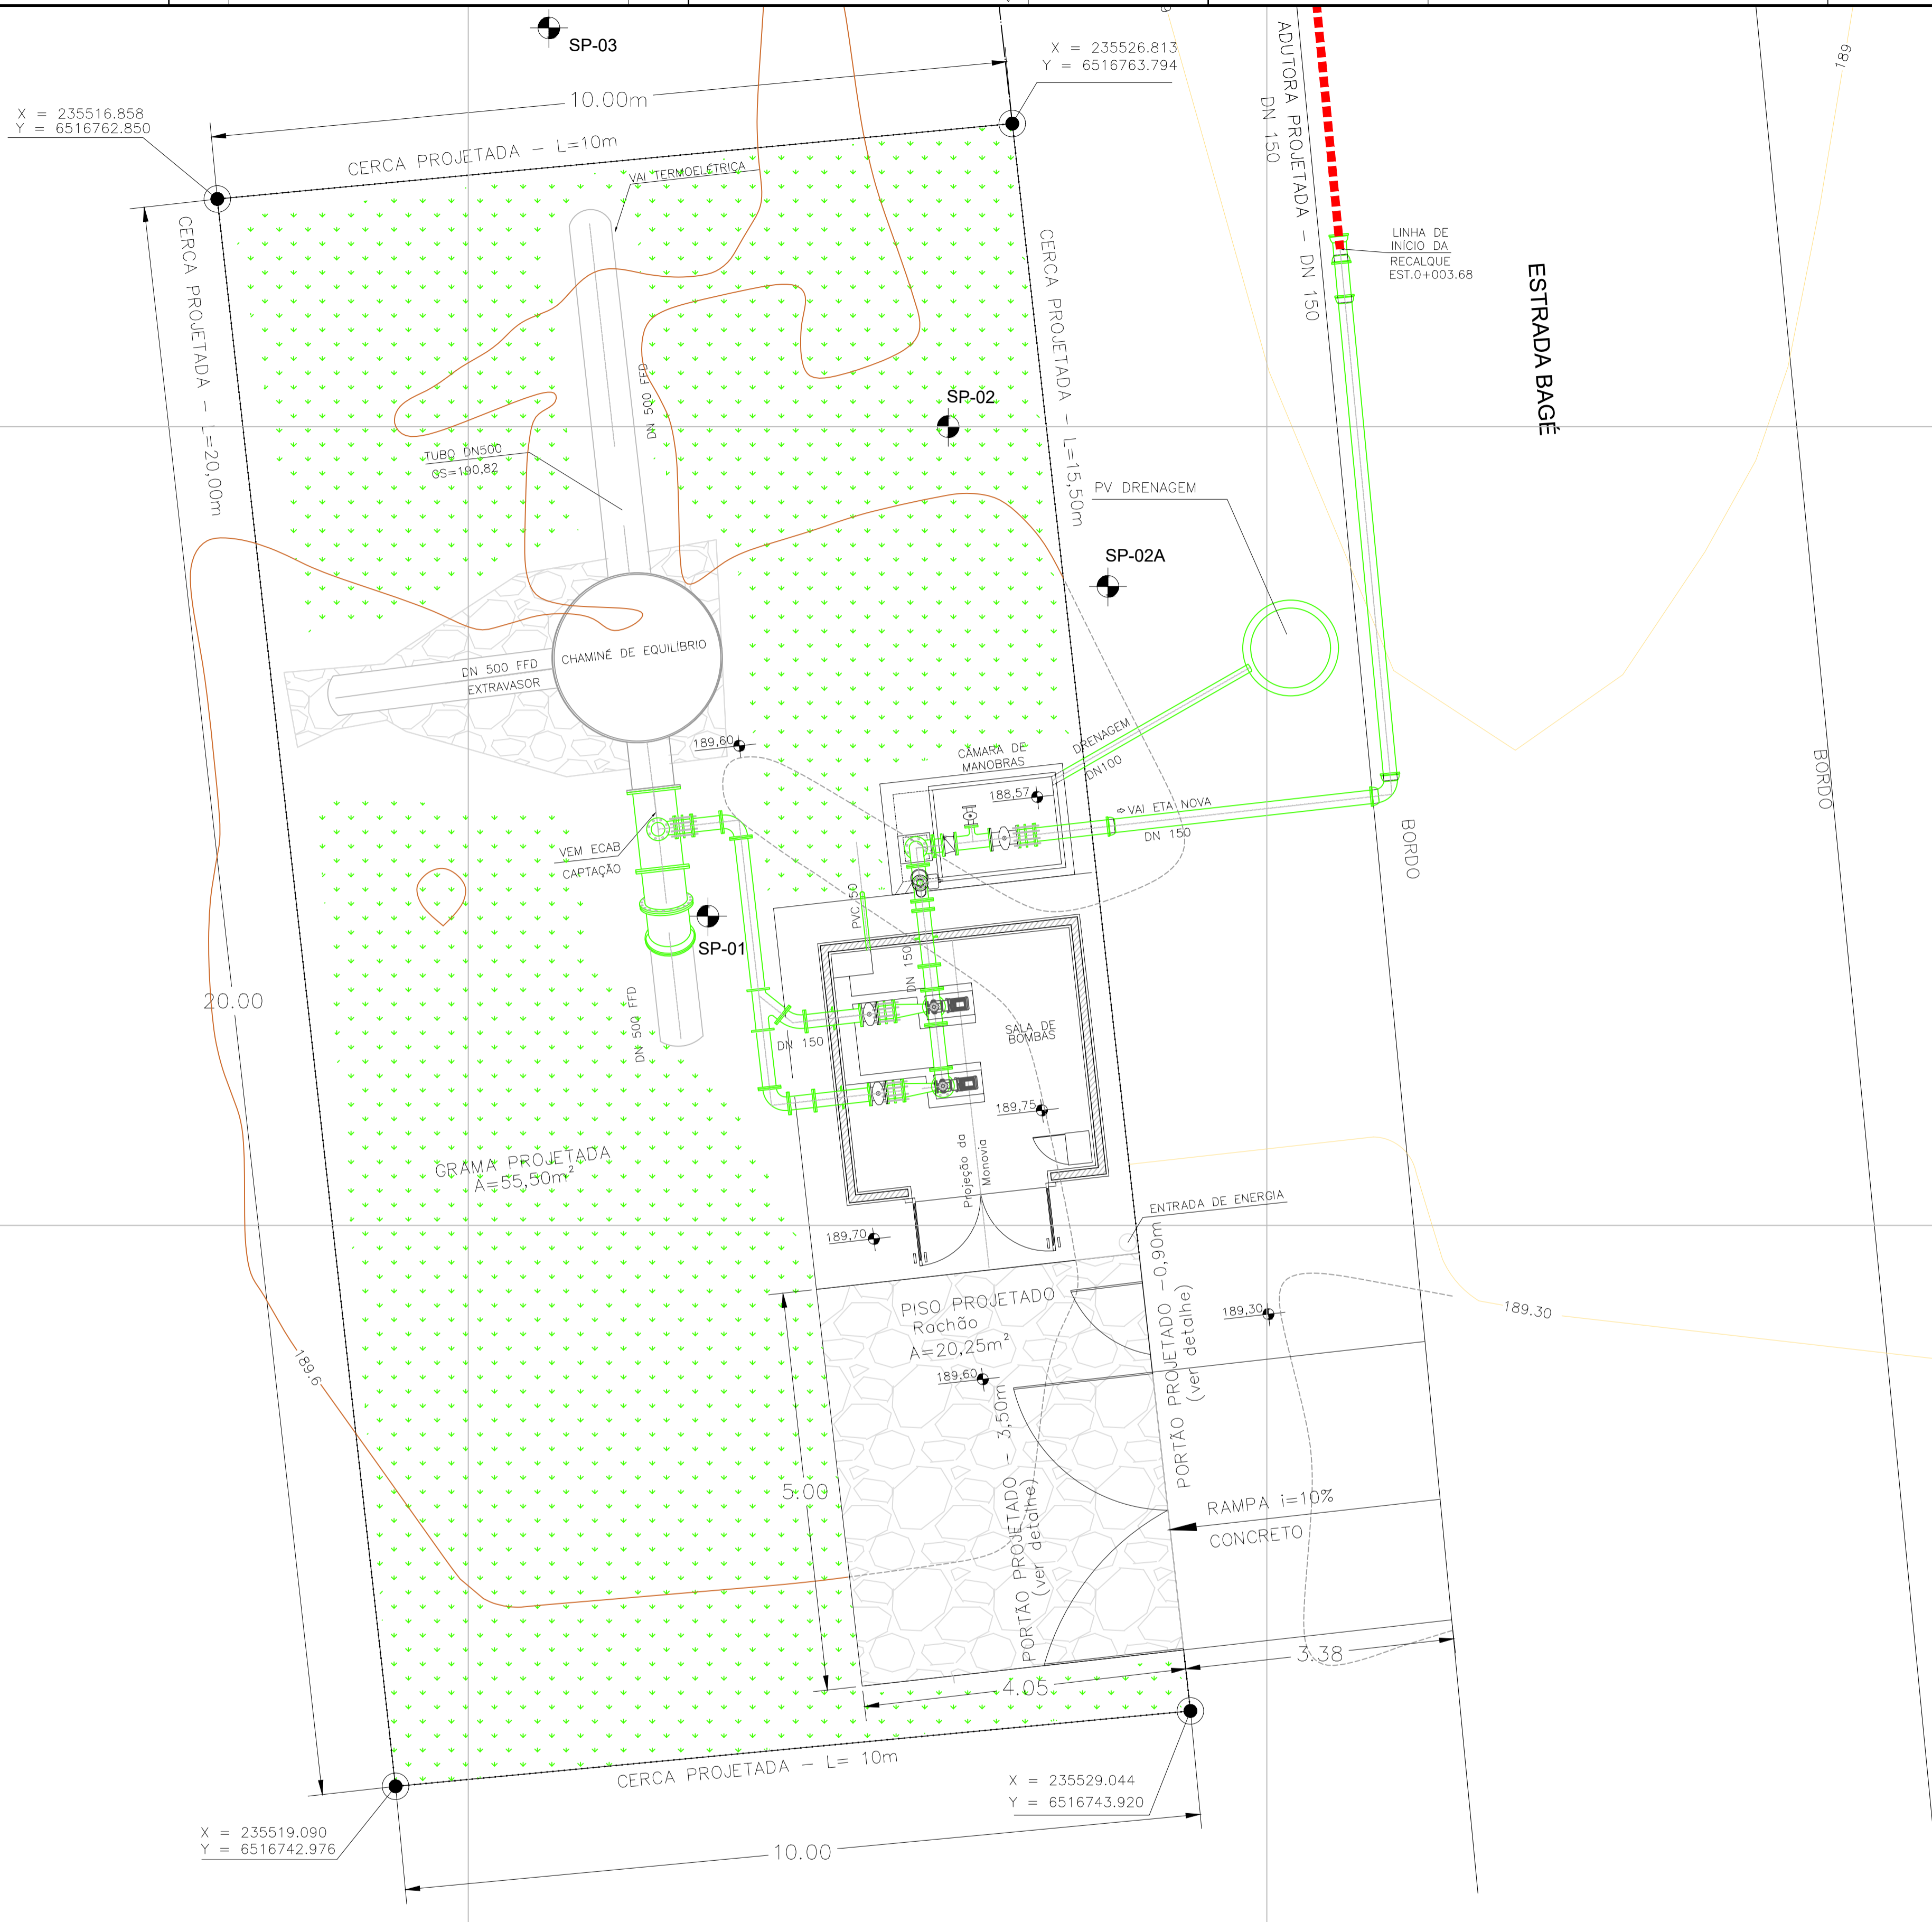 SP-03
X = 235526.813
Y = 6516763.794
10.00m
X = 235516.858
Y = 6516762.850
CERCA PROJETADA - L=10m
VAI TERMOELÉTRICA
ADUTORA PROJETADA - DN 150
DN 150
189
LINHA DE
INÍCIO DA
RECALQUE
EST.0+003.68
ESTRADA BAGÉ
CERCA PROJETADA - L=20,00m
CERCA PROJETADA - L=15,50m
DN 500 FFD
SP-02
TUBO DN500
GS=190,82
PV DRENAGEM
SP-02A
CHAMINÉ DE EQUILÍBRIO
DN 500 FFD
EXTRAVASOR
189,60
CÂMARA DE
MANOBRAS
DRENAGEM
DN100
188,57
⇨VAI ETA NOVA
DN 150
BORDO
BORDO
VEM ECAB
CAPTAÇÃO
PVC 50
SP-01
DN 150
20.00
DN 500 FFD
DN 150
SALA DE
BOMBAS
189,75
Projeção da
Monovia
GRAMA PROJETADA
A=55,50m²
ENTRADA DE ENERGIA
189,70
PISO PROJETADO
Rachão
A=20,25m²
189,60
PORTÃO PROJETADO -0,90m
(ver detalhe)
189,30
189.30
189.6
5.00
PORTÃO PROJETADO - 3,50m
(ver detalhe)
RAMPA i=10%
CONCRETO
3.38
4.05
CERCA PROJETADA - L= 10m
X = 235529.044
Y = 6516743.920
X = 235519.090
Y = 6516742.976
10.00